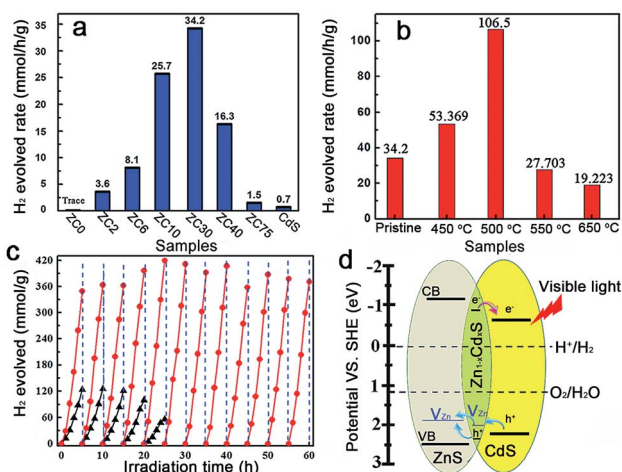 a
H₂ evolved rate (mmol/h/g)
35
30
25
20
15
10
5
0
Trace
3.6
8.1
25.7
34.2
16.3
1.5
0.7
ZC0
ZC2
ZC6
ZC10
ZC30
ZC40
ZC75
CdS
Samples
b
H₂ evolved rate (mmol/h/g)
100
80
60
40
20
0
34.2
53.369
106.5
27.703
19.223
Pristine
450 °C
500 °C
550 °C
650 °C
Samples
c
H₂ evolved (mmol/g)
420
360
300
240
180
120
60
0
0
10
20
30
40
50
60
Irradiation time (h)
d
Potential VS. SHE (eV)
-2
-1
0
1
2
3
CB
e⁻
e⁻
Visible light
Zn₁₋ₓCdₓS
H⁺/H₂
O₂/H₂O
V_Zn
V_Zn
h⁺
h⁺
VB
ZnS
CdS